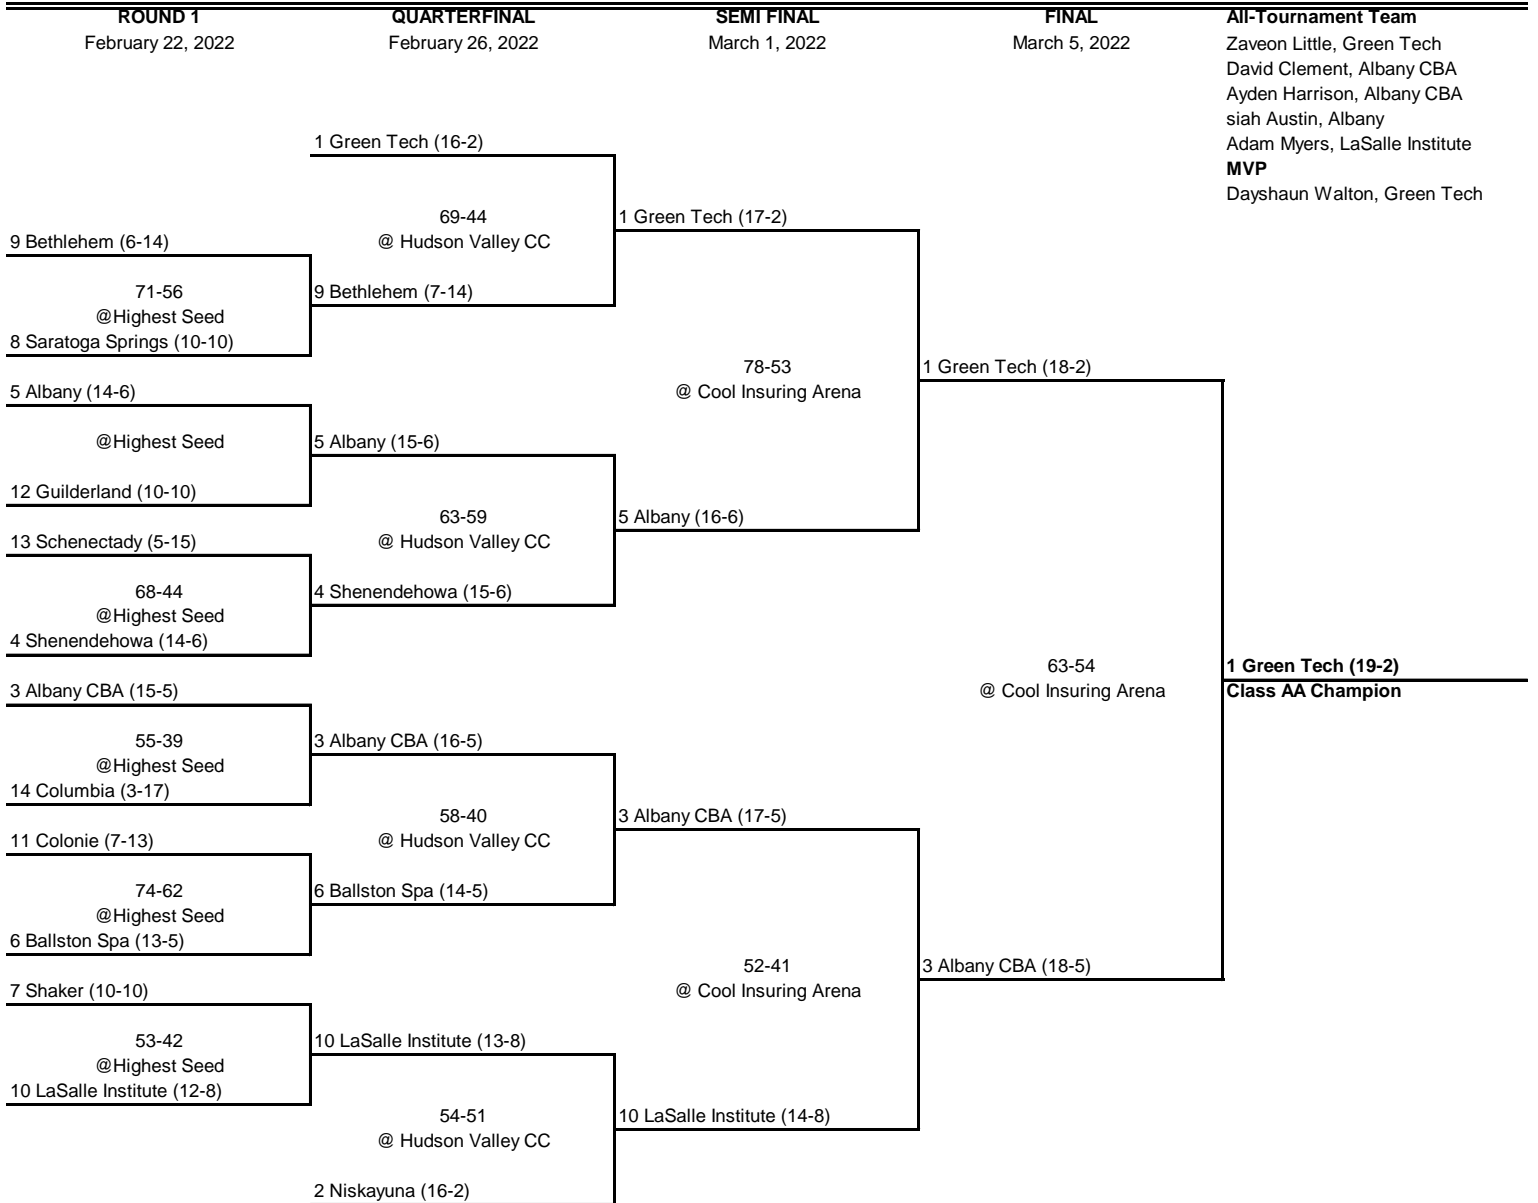 ROUND 1
February 22, 2022
QUARTERFINAL
February 26, 2022
SEMI FINAL
March 1, 2022
FINAL
March 5, 2022
All-Tournament Team
Zaveon Little, Green Tech
David Clement, Albany CBA
Ayden Harrison, Albany CBA
siah Austin, Albany
Adam Myers, LaSalle Institute
MVP
Dayshaun Walton, Green Tech
9 Bethlehem (6-14)
71-56
@Highest Seed
8 Saratoga Springs (10-10)
5 Albany (14-6)
@Highest Seed
12 Guilderland (10-10)
13 Schenectady (5-15)
68-44
@Highest Seed
4 Shenendehowa (14-6)
3 Albany CBA (15-5)
55-39
@Highest Seed
14 Columbia (3-17)
11 Colonie (7-13)
74-62
@Highest Seed
6 Ballston Spa (13-5)
7 Shaker (10-10)
53-42
@Highest Seed
10 LaSalle Institute (12-8)
1 Green Tech (16-2)
69-44
@ Hudson Valley CC
9 Bethlehem (7-14)
5 Albany (15-6)
63-59
@ Hudson Valley CC
4 Shenendehowa (15-6)
3 Albany CBA (16-5)
58-40
@ Hudson Valley CC
6 Ballston Spa (14-5)
10 LaSalle Institute (13-8)
54-51
@ Hudson Valley CC
2 Niskayuna (16-2)
1 Green Tech (17-2)
78-53
@ Cool Insuring Arena
5 Albany (16-6)
3 Albany CBA (17-5)
52-41
@ Cool Insuring Arena
10 LaSalle Institute (14-8)
1 Green Tech (18-2)
63-54
@ Cool Insuring Arena
3 Albany CBA (18-5)
1 Green Tech (19-2)
Class AA Champion